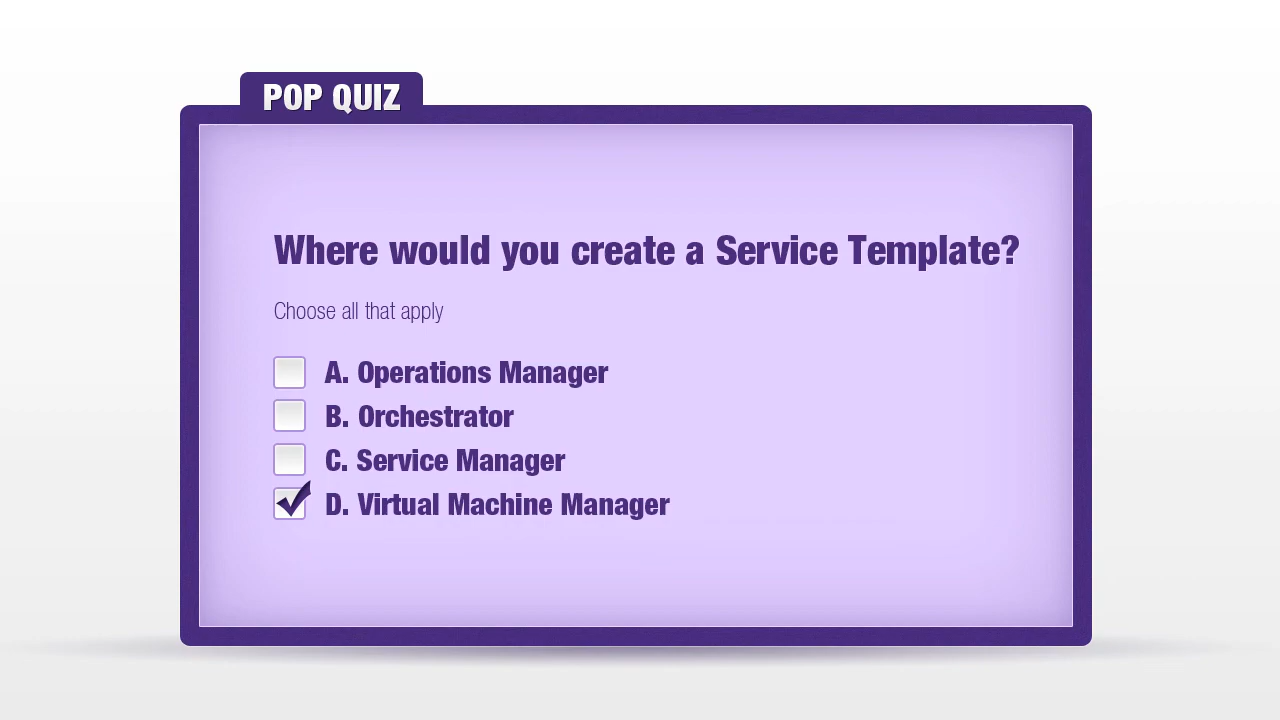 POP QUIZ
Where would you create a Service Template?
Choose all that apply
A. Operations Manager
B. Orchestrator
C. Service Manager
D. Virtual Machine Manager